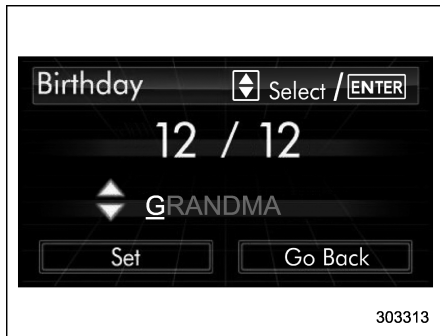 Birthday Select / ENTER
12 / 12
GRANDMA
Set Go Back
303313